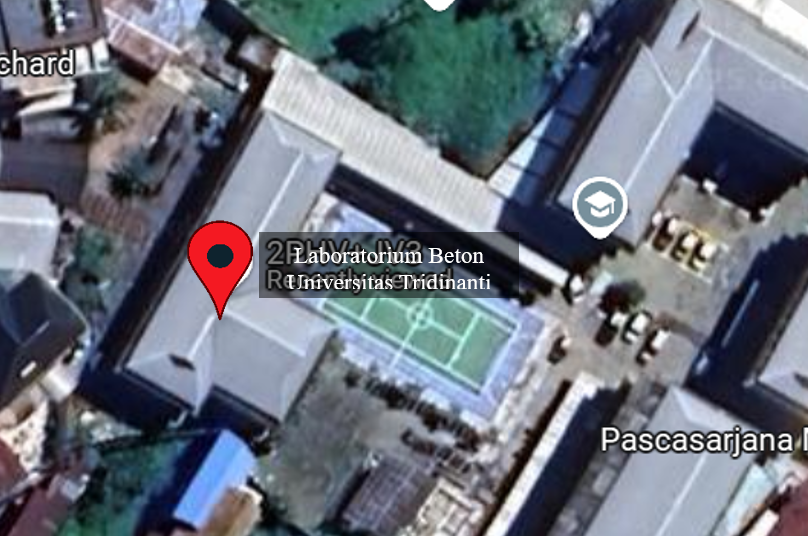 chard
Laboratorium Beton
Universitas Tridinanti
Pascasarjana